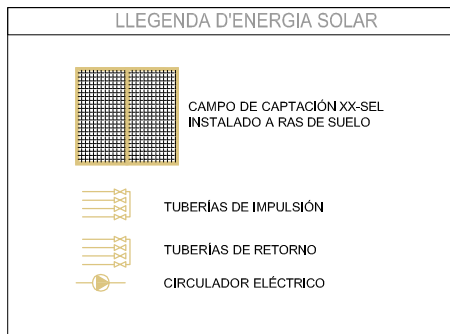 LLEGENDA D'ENERGIA SOLAR
CAMPO DE CAPTACIÓN XX-SEL
INSTALADO A RAS DE SUELO
TUBERÍAS DE IMPULSIÓN
TUBERÍAS DE RETORNO
CIRCULADOR ELÉCTRICO